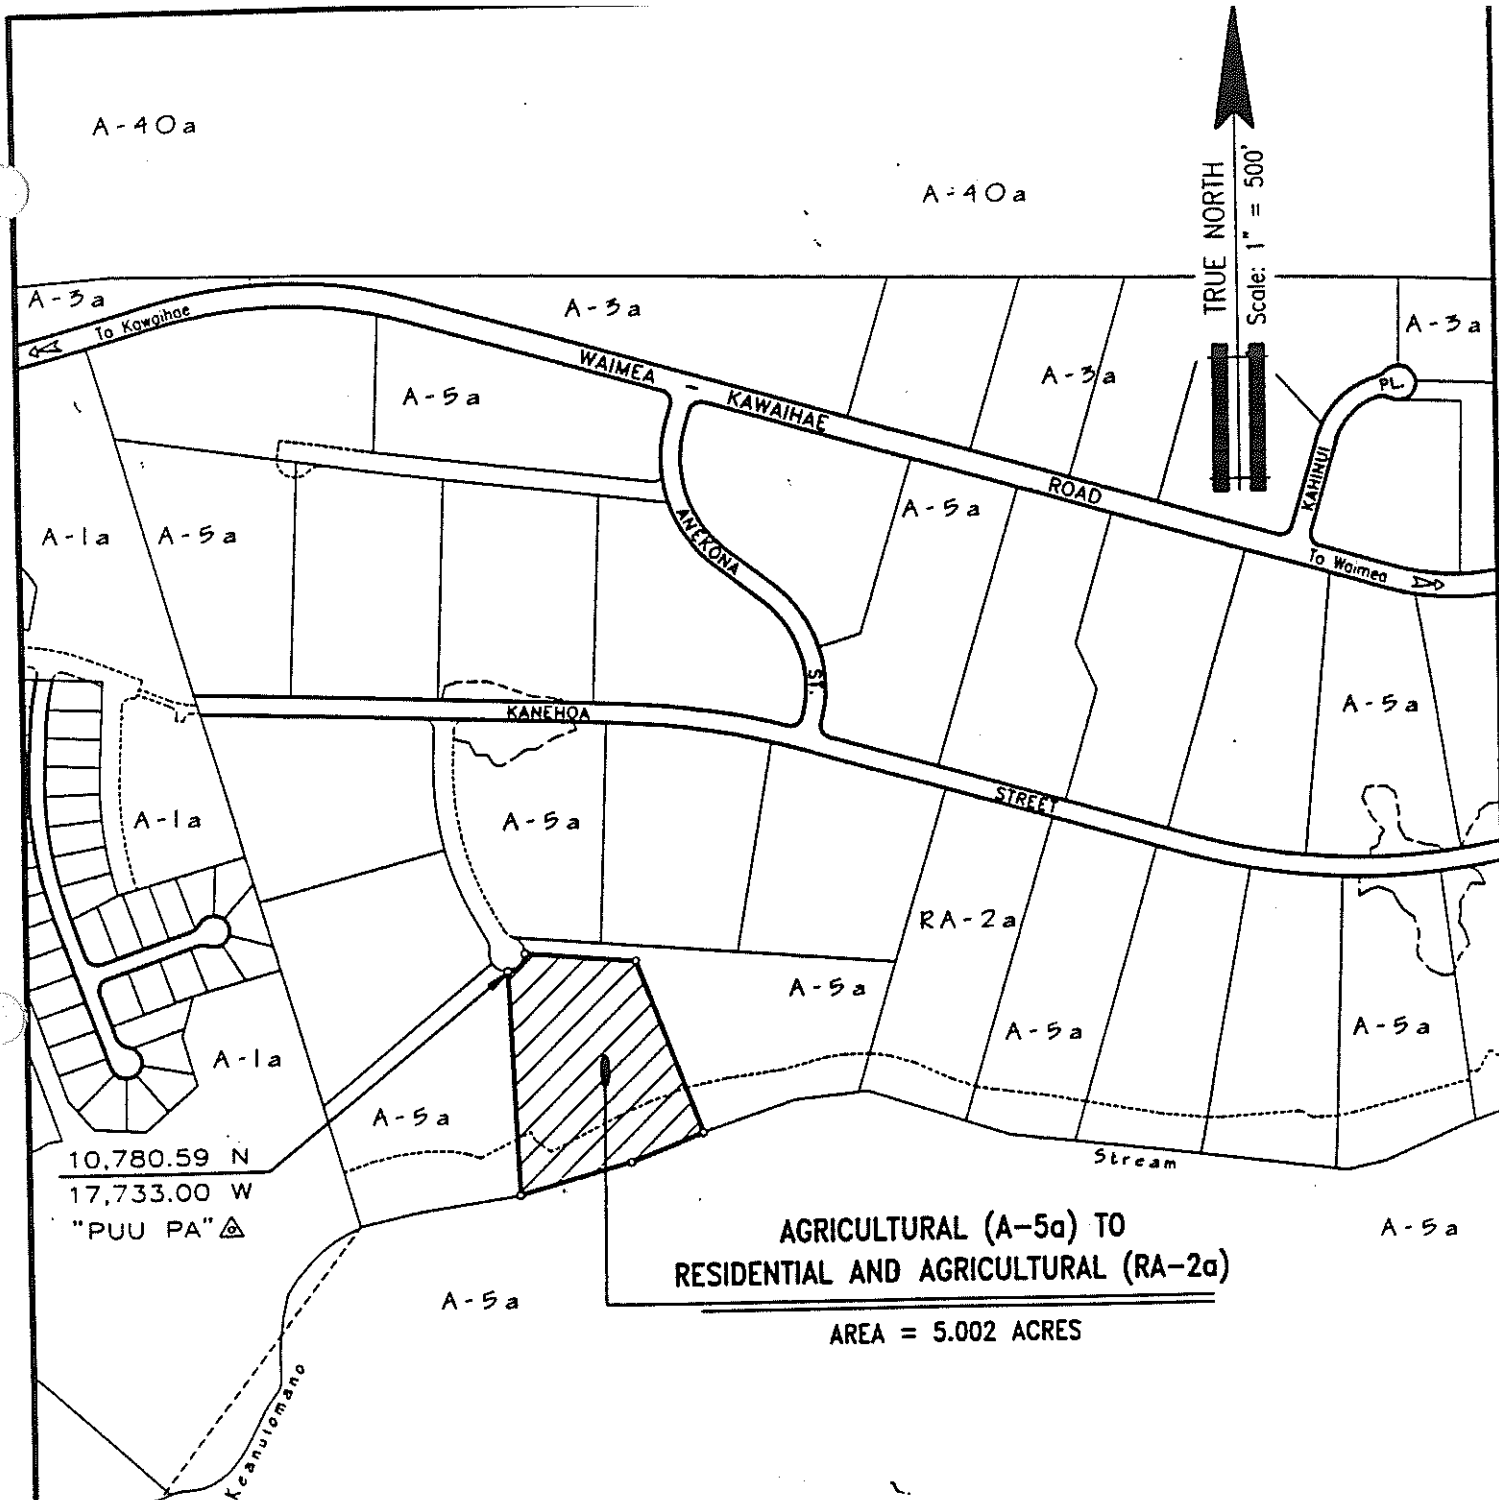 A-40a
A-40a
TRUE NORTH
Scale: 1" = 500'
A-3a
To Kawaihae
A-3a
A-3a
A-3a
WAIMEA - KAWAIHAE ROAD
A-5a
PL.
KAHINUI
ANEKONA ST.
A-5a
A-1a
A-5a
To Waimea
KANEHOA STREET
A-5a
A-1a
A-5a
RA-2a
A-5a
A-5a
A-5a
A-1a
A-5a
10,780.59 N
17,733.00 W
"PUU PA"
Stream
AGRICULTURAL (A-5a) TO
RESIDENTIAL AND AGRICULTURAL (RA-2a)
AREA = 5.002 ACRES
A-5a
A-5a
Keanuiomano